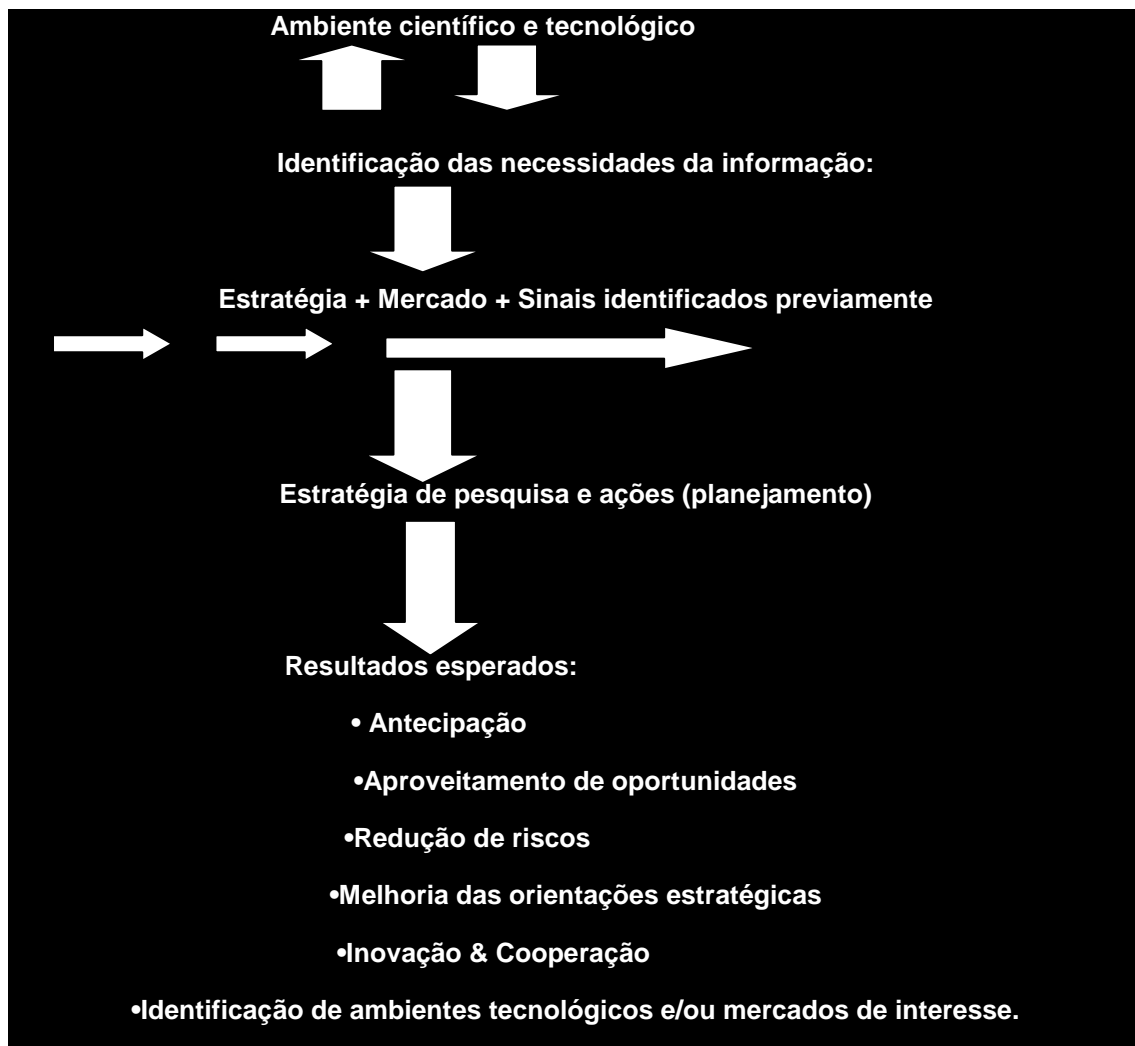 Ambiente científico e tecnológico
Identificação das necessidades da informação:
Estratégia + Mercado + Sinais identificados previamente
Estratégia de pesquisa e ações (planejamento)
Resultados esperados:
• Antecipação
•Aproveitamento de oportunidades
•Redução de riscos
•Melhoria das orientações estratégicas
•Inovação & Cooperação
•Identificação de ambientes tecnológicos e/ou mercados de interesse.